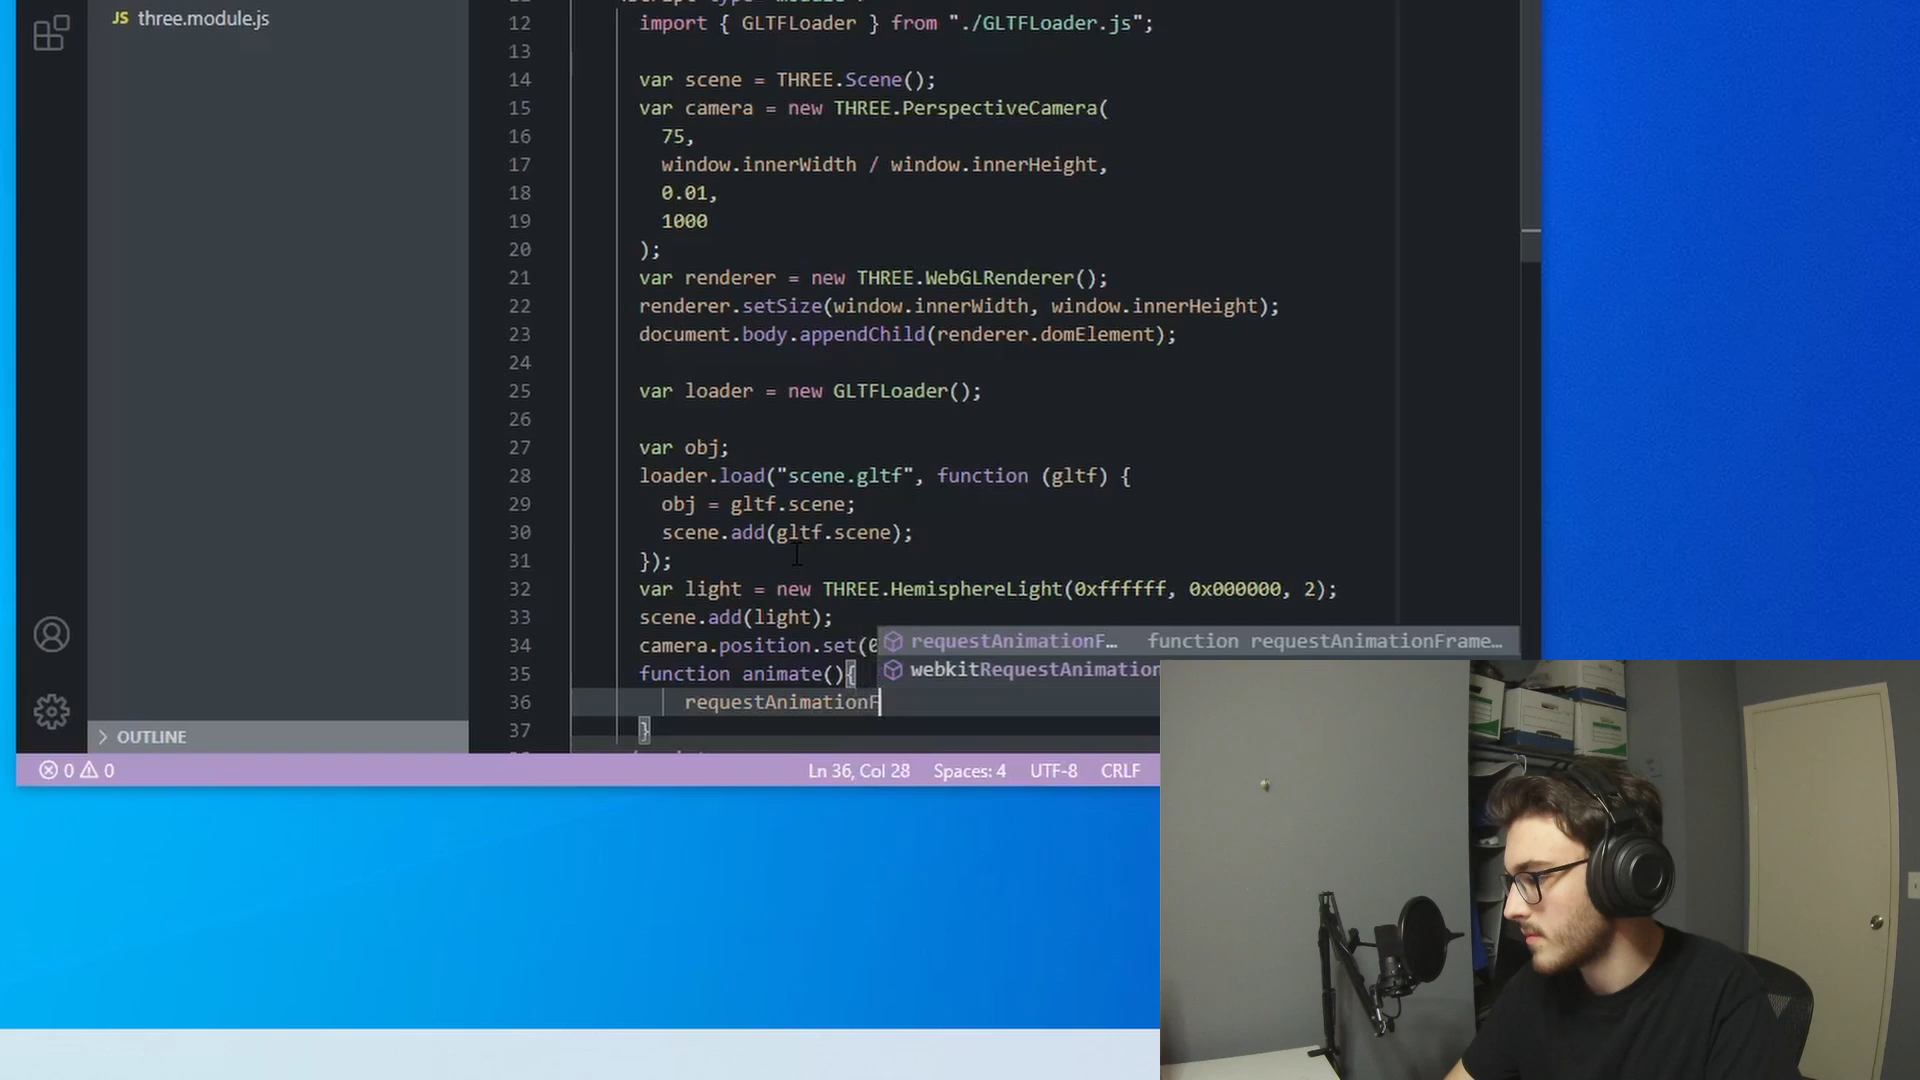 JS three.module.js
12 import { GLTFLoader } from "./GLTFLoader.js";
13
14 var scene = THREE.Scene();
15 var camera = new THREE.PerspectiveCamera(
16 75,
17 window.innerWidth / window.innerHeight,
18 0.01,
19 1000
20 );
21 var renderer = new THREE.WebGLRenderer();
22 renderer.setSize(window.innerWidth, window.innerHeight);
23 document.body.appendChild(renderer.domElement);
24
25 var loader = new GLTFLoader();
26
27 var obj;
28 loader.load("scene.gltf", function (gltf) {
29 obj = gltf.scene;
30 scene.add(gltf.scene);
31 });
32 var light = new THREE.HemisphereLight(0xffffff, 0x000000, 2);
33 scene.add(light);
34 camera.position.set(0
requestAnimationF… function requestAnimationFrame…
35 function animate(){
webkitRequestAnimation
36 requestAnimationF
37 }
OUTLINE
0 0 Ln 36, Col 28 Spaces: 4 UTF-8 CRLF